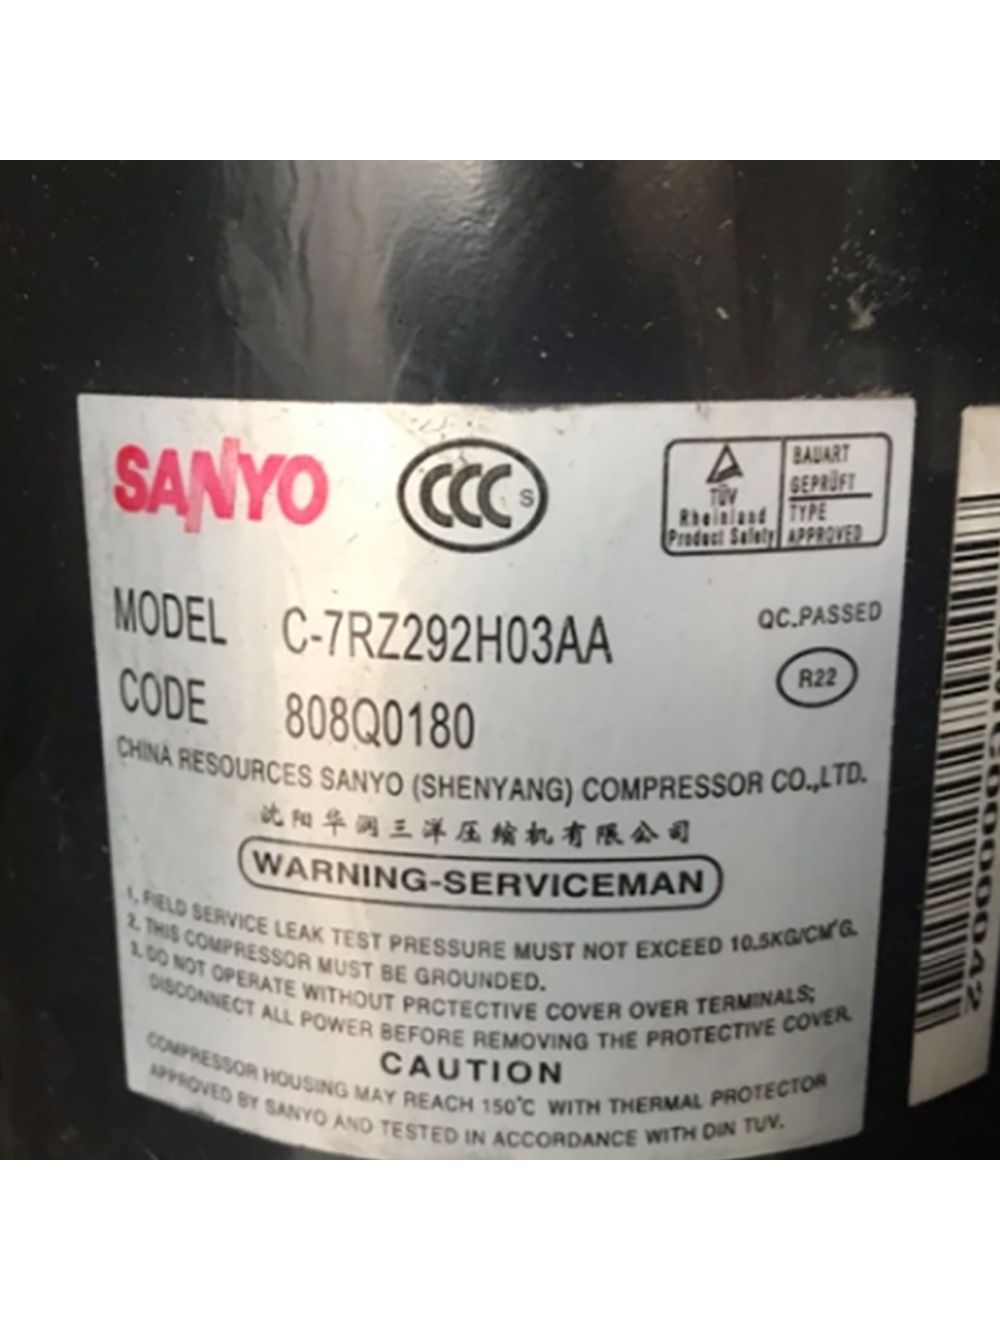 SANYO
CCC S
TÜV
Rheinland
Product Safety
BAUART
GEPRÜFT
TYPE
APPROVED
MODEL C-7RZ292H03AA
QC.PASSED
R22
CODE 808Q0180
CHINA RESOURCES SANYO (SHENYANG) COMPRESSOR CO.,LTD.
沈阳华润三洋压缩机有限公司
WARNING-SERVICEMAN
1, FIELD SERVICE LEAK TEST PRESSURE MUST NOT EXCEED 10.5KG/CM²G.
2. THIS COMPRESSOR MUST BE GROUNDED.
3. DO NOT OPERATE WITHOUT PRCTECTIVE COVER OVER TERMINALS;
DISCONNECT ALL POWER BEFORE REMOVING THE PROTECTIVE COVER.
CAUTION
COMPRESSOR HOUSING MAY REACH 150℃ WITH THERMAL PROTECTOR
APPROVED BY SANYO AND TESTED IN ACCORDANCE WITH DIN TUV.